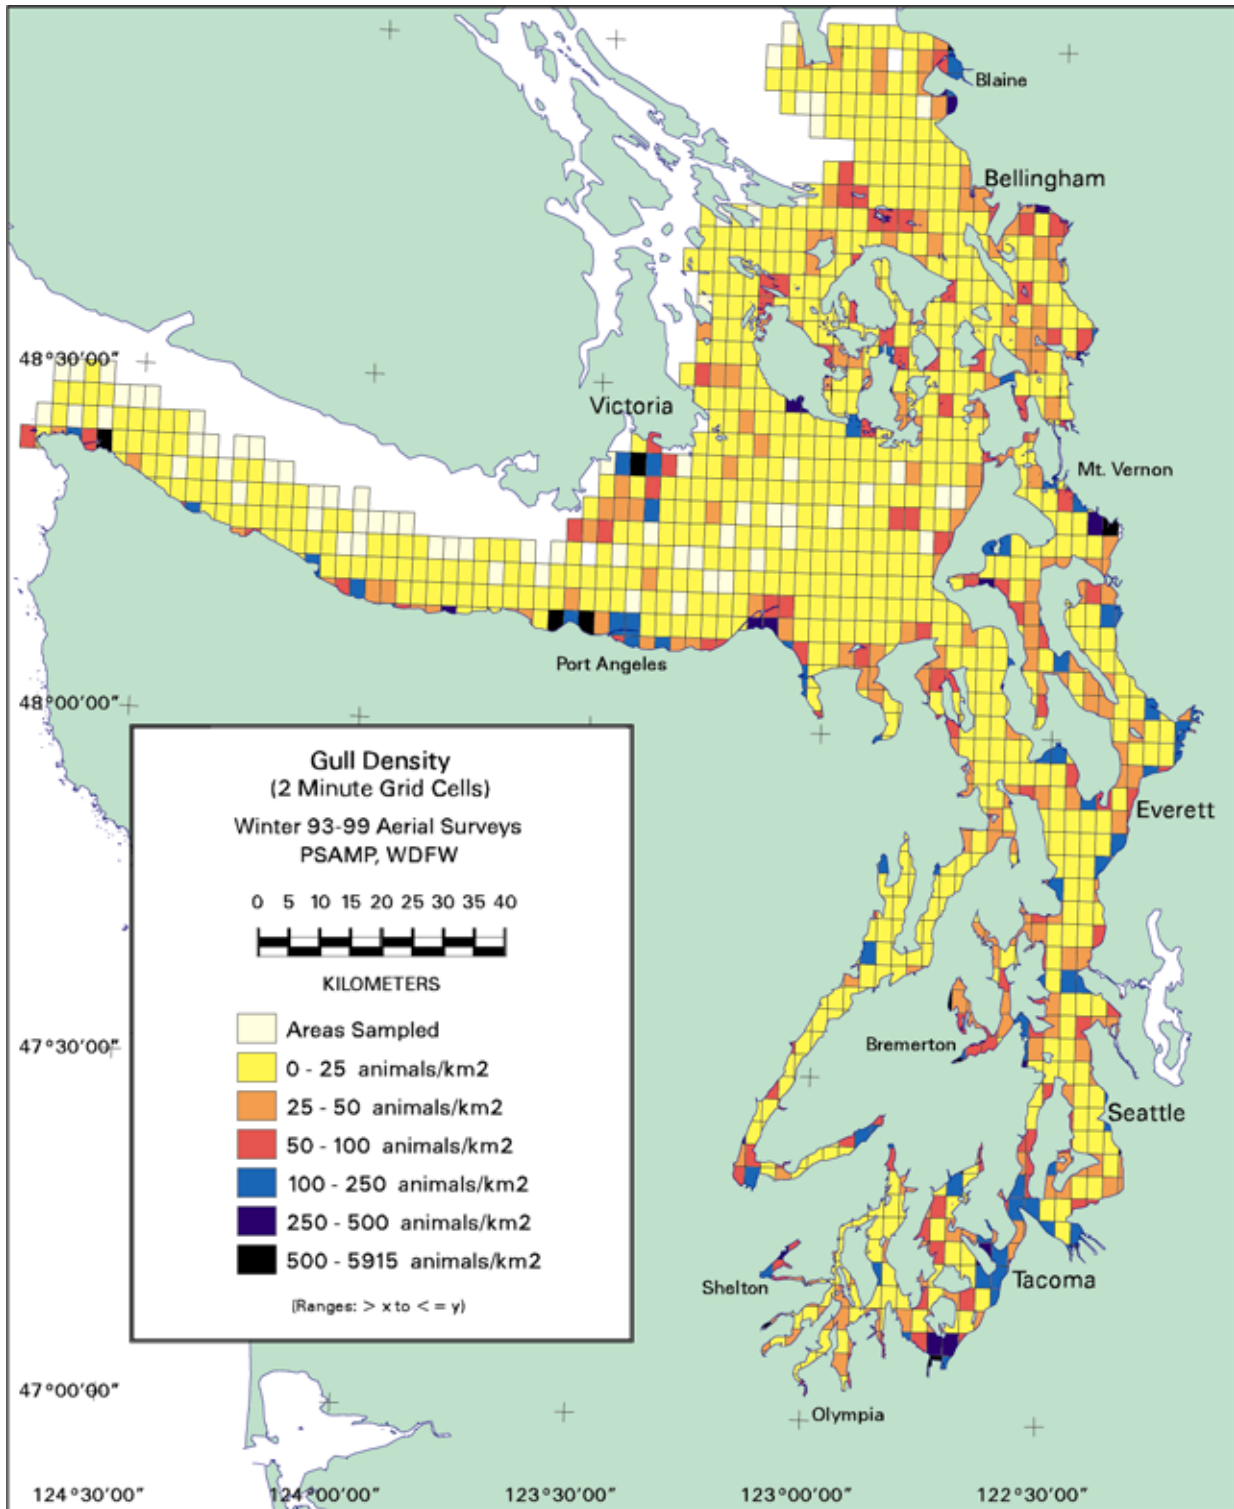 Blaine
Bellingham
48°30'00"
Victoria
Mt. Vernon
Port Angeles
48°00'00"
Gull Density
(2 Minute Grid Cells)
Winter 93-99 Aerial Surveys
PSAMP, WDFW
0 5 10 15 20 25 30 35 40
KILOMETERS
Areas Sampled
0 - 25 animals/km2
25 - 50 animals/km2
50 - 100 animals/km2
100 - 250 animals/km2
250 - 500 animals/km2
500 - 5915 animals/km2
(Ranges: > x to < = y)
Everett
47°30'00"
Bremerton
Seattle
Shelton
Tacoma
47°00'00"
Olympia
124°30'00" 124°00'00" 123°30'00" 123°00'00" 122°30'00"